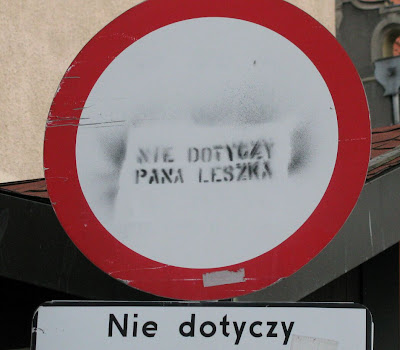 NIE DOTYCZY
PANA LESZKA
Nie dotyczy